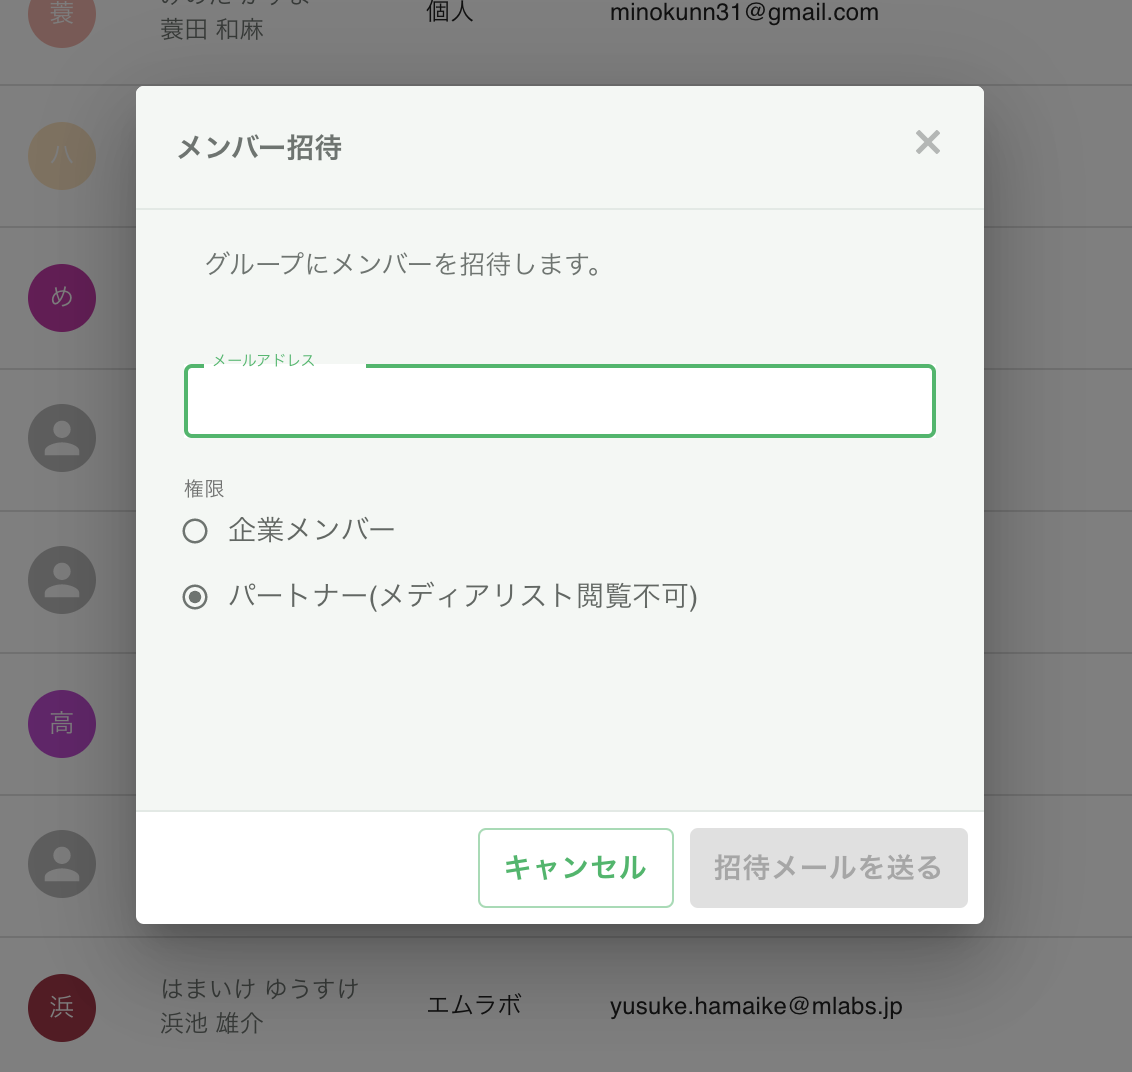 蓑
蓑田 和麻
個人
minokunn31@gmail.com
メンバー招待
ハ
グループにメンバーを招待します。
め
メールアドレス
権限
企業メンバー
パートナー(メディアリスト閲覧不可)
高
キャンセル
招待メールを送る
浜
はまいけ ゆうすけ
浜池 雄介
エムラボ
yusuke.hamaike@mlabs.jp